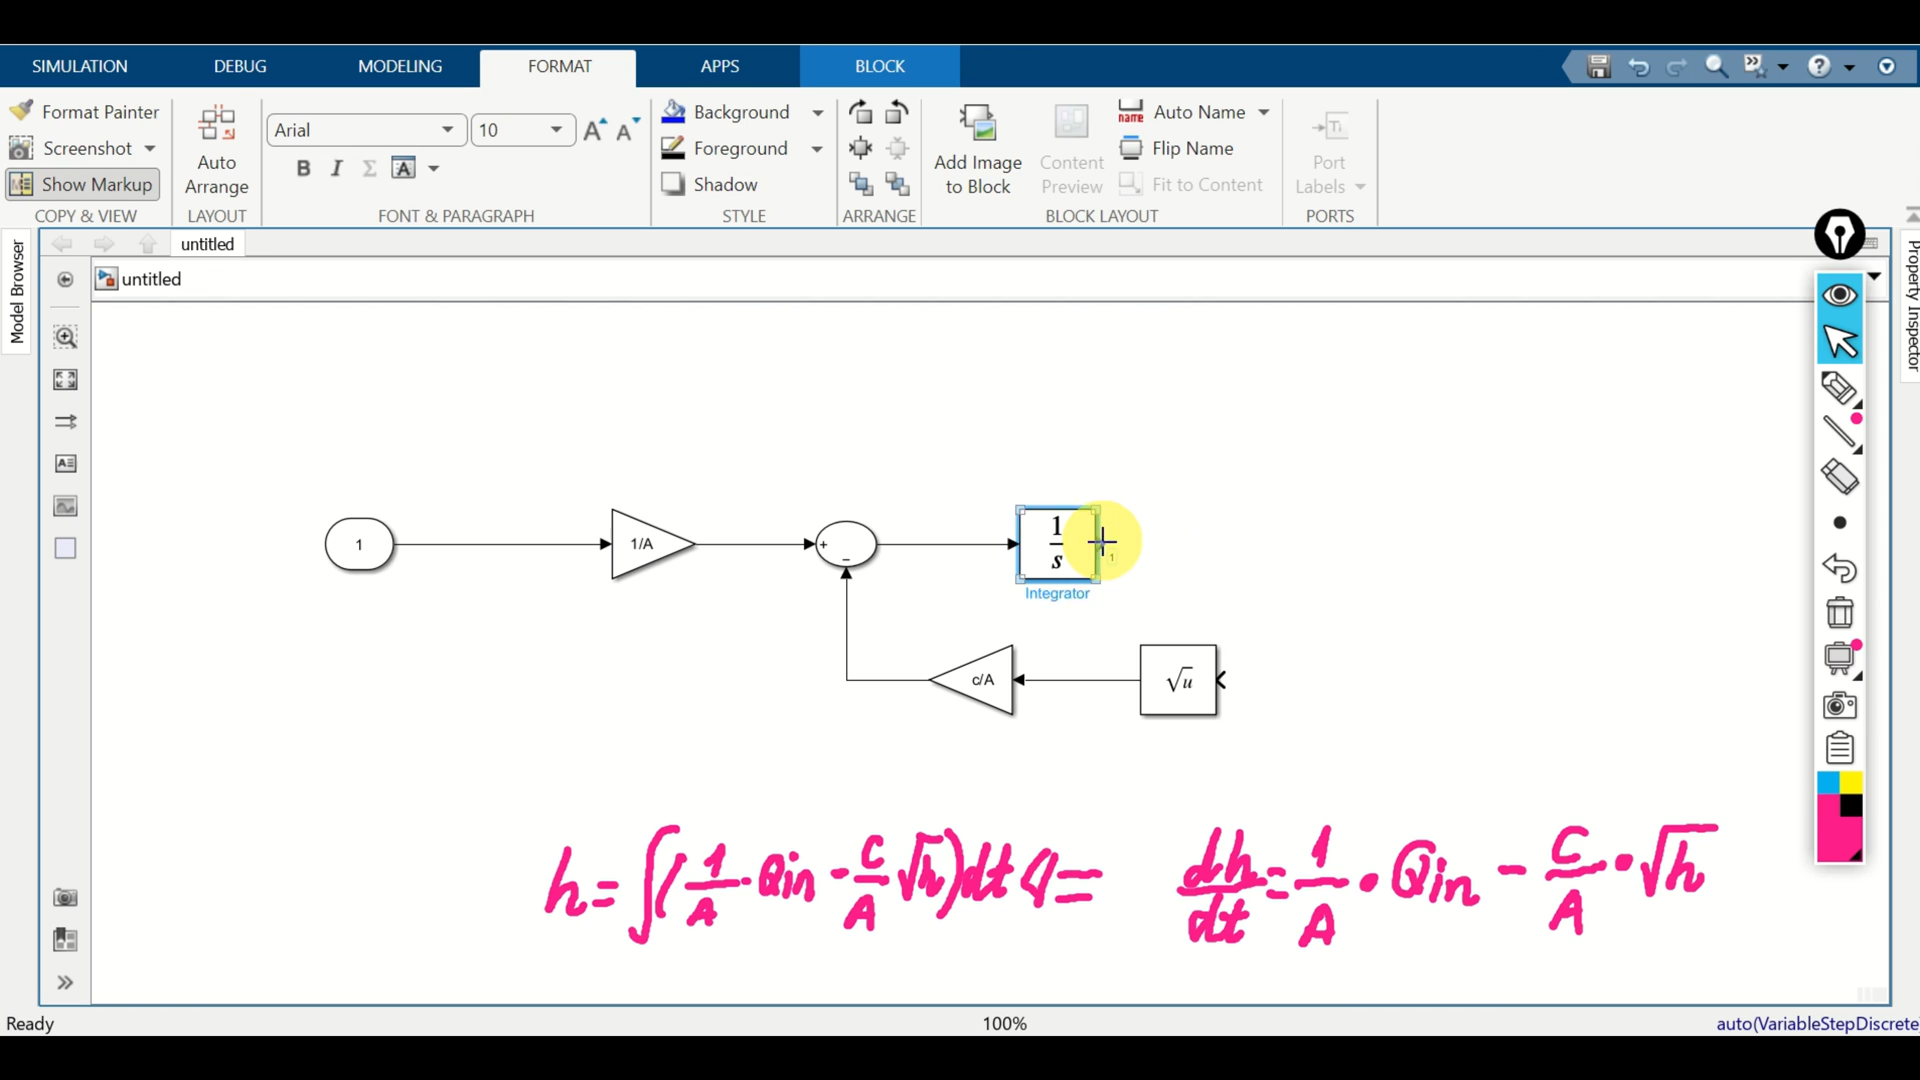 SIMULATION DEBUG MODELING FORMAT APPS BLOCK
Format Painter
Screenshot
Show Markup
COPY & VIEW
Auto
Arrange
LAYOUT
Arial 10
B I Σ A
FONT & PARAGRAPH
Background
Foreground
Shadow
STYLE
ARRANGE
Add Image
to Block
Content
Preview
name Auto Name
Flip Name
Fit to Content
BLOCK LAYOUT
Port
Labels
PORTS
Model Browser
untitled
untitled
Property Inspector
1 1/A + − 1/s
1
Integrator
c/A √u
h = ∫(1/A · Qin − c/A √h)dt <= dh/dt = 1/A • Qin − C/A • √h
Ready 100% auto(VariableStepDiscrete